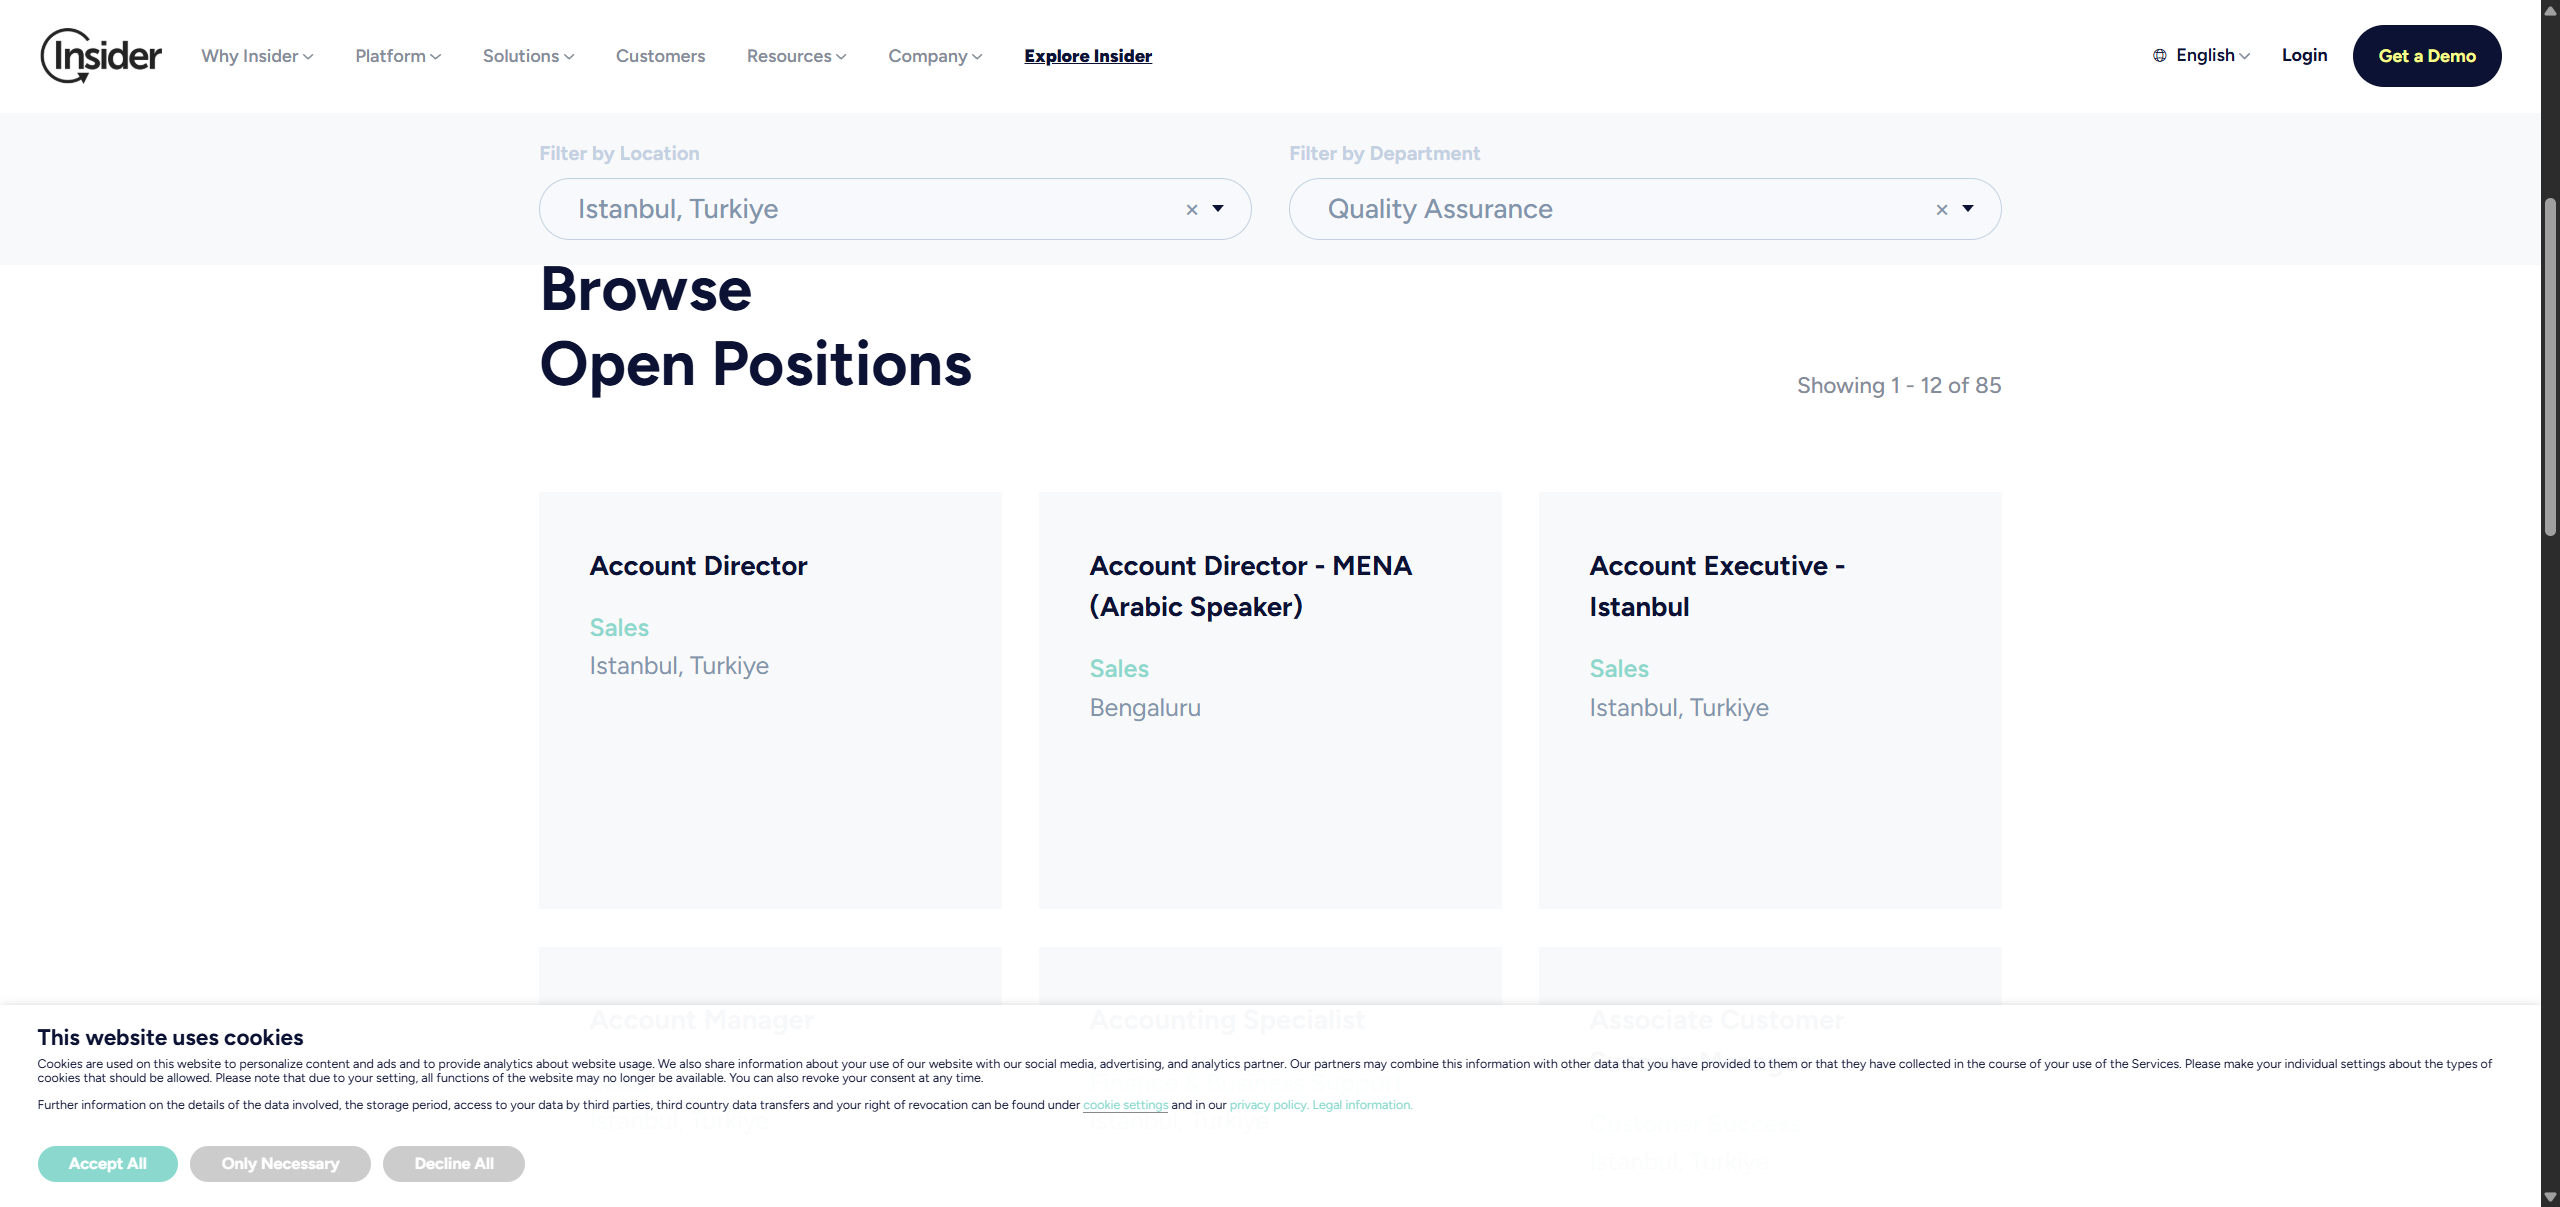 Insider
Why Insider
Platform
Solutions
Customers
Resources
Company
Explore Insider
English
Login
Get a Demo
Filter by Location
Filter by Department
Istanbul, Turkiye
×
Quality Assurance
×
Browse
Open Positions
Showing 1 - 12 of 85
Account Director
Sales
Istanbul, Turkiye
Account Director - MENA
(Arabic Speaker)
Sales
Bengaluru
Account Executive -
Istanbul
Sales
Istanbul, Turkiye
Account Manager
Istanbul, Turkiye
Accounting Specialist
Istanbul, Turkiye
Associate Customer
Customer Success
Istanbul, Turkiye
This website uses cookies
Cookies are used on this website to personalize content and ads and to provide analytics about website usage. We also share information about your use of our website with our social media, advertising, and analytics partner. Our partners may combine this information with other data that you have provided to them or that they have collected in the course of your use of the Services. Please make your individual settings about the types of
cookies that should be allowed. Please note that due to your setting, all functions of the website may no longer be available. You can also revoke your consent at any time.
Further information on the details of the data involved, the storage period, access to your data by third parties, third country data transfers and your right of revocation can be found under cookie settings and in our privacy policy. Legal information.
Accept All
Only Necessary
Decline All